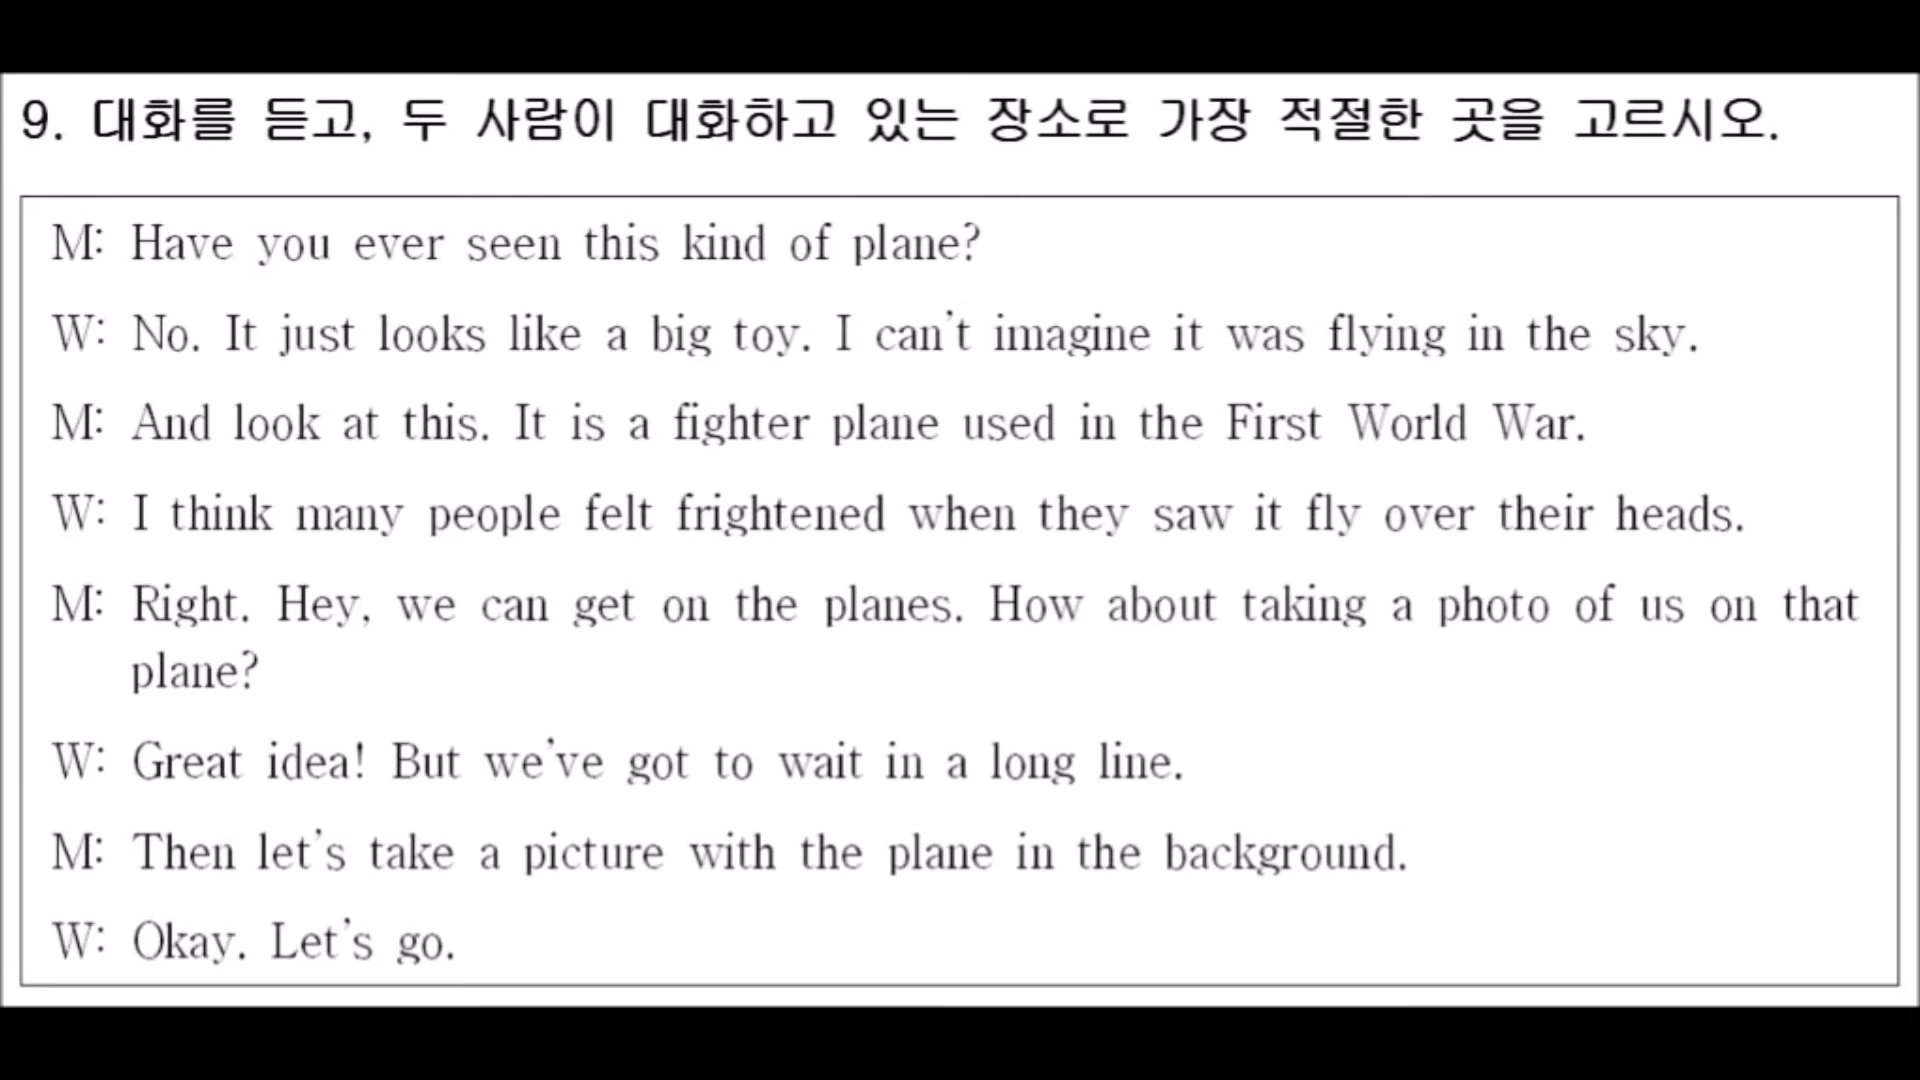 9. 대화를 듣고, 두 사람이 대화하고 있는 장소로 가장 적절한 곳을 고르시오.
M: Have you ever seen this kind of plane?
W: No. It just looks like a big toy. I can't imagine it was flying in the sky.
M: And look at this. It is a fighter plane used in the First World War.
W: I think many people felt frightened when they saw it fly over their heads.
M: Right. Hey, we can get on the planes. How about taking a photo of us on that
plane?
W: Great idea! But we've got to wait in a long line.
M: Then let's take a picture with the plane in the background.
W: Okay. Let's go.